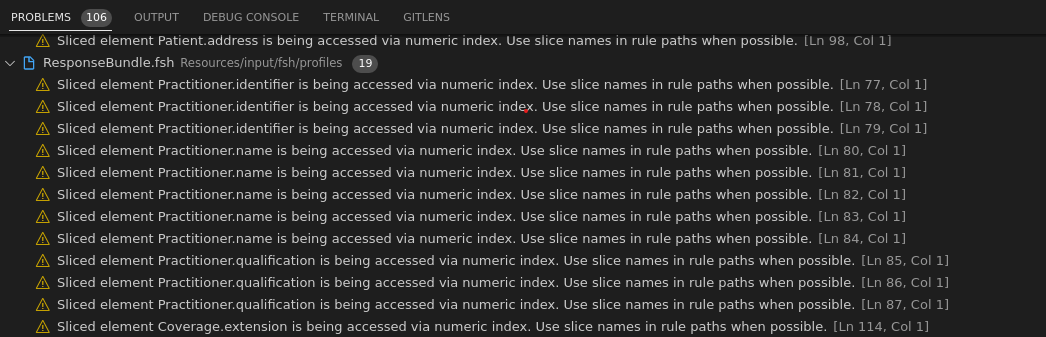 PROBLEMS 106 OUTPUT DEBUG CONSOLE TERMINAL GITLENS
Sliced element Patient.address is being accessed via numeric index. Use slice names in rule paths when possible. [Ln 98, Col 1]
ResponseBundle.fsh Resources/input/fsh/profiles 19
Sliced element Practitioner.identifier is being accessed via numeric index. Use slice names in rule paths when possible. [Ln 77, Col 1]
Sliced element Practitioner.identifier is being accessed via numeric index. Use slice names in rule paths when possible. [Ln 78, Col 1]
Sliced element Practitioner.identifier is being accessed via numeric index. Use slice names in rule paths when possible. [Ln 79, Col 1]
Sliced element Practitioner.name is being accessed via numeric index. Use slice names in rule paths when possible. [Ln 80, Col 1]
Sliced element Practitioner.name is being accessed via numeric index. Use slice names in rule paths when possible. [Ln 81, Col 1]
Sliced element Practitioner.name is being accessed via numeric index. Use slice names in rule paths when possible. [Ln 82, Col 1]
Sliced element Practitioner.name is being accessed via numeric index. Use slice names in rule paths when possible. [Ln 83, Col 1]
Sliced element Practitioner.name is being accessed via numeric index. Use slice names in rule paths when possible. [Ln 84, Col 1]
Sliced element Practitioner.qualification is being accessed via numeric index. Use slice names in rule paths when possible. [Ln 85, Col 1]
Sliced element Practitioner.qualification is being accessed via numeric index. Use slice names in rule paths when possible. [Ln 86, Col 1]
Sliced element Practitioner.qualification is being accessed via numeric index. Use slice names in rule paths when possible. [Ln 87, Col 1]
Sliced element Coverage.extension is being accessed via numeric index. Use slice names in rule paths when possible. [Ln 114, Col 1]